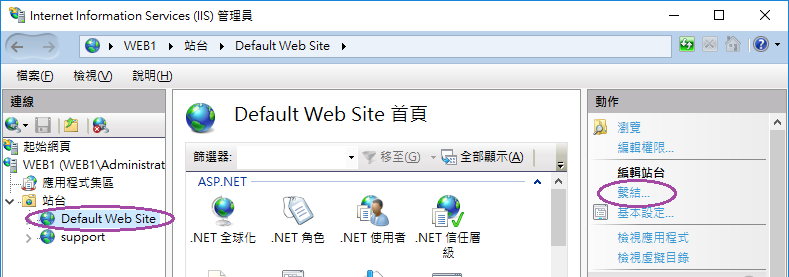 Internet Information Services (IIS) 管理員
WEB1 ▸ 站台 ▸ Default Web Site ▸
檔案(F) 檢視(V) 說明(H)
連線
起始網頁
WEB1 (WEB1\Administrat
應用程式集區
站台
Default Web Site
support
Default Web Site 首頁
篩選器: 移至(G) 全部顯示(A)
ASP.NET
.NET 全球化 .NET 角色 .NET 使用者 .NET 信任層級
動作
瀏覽
編輯權限...
編輯站台
繫結...
基本設定...
檢視應用程式
檢視虛擬目錄